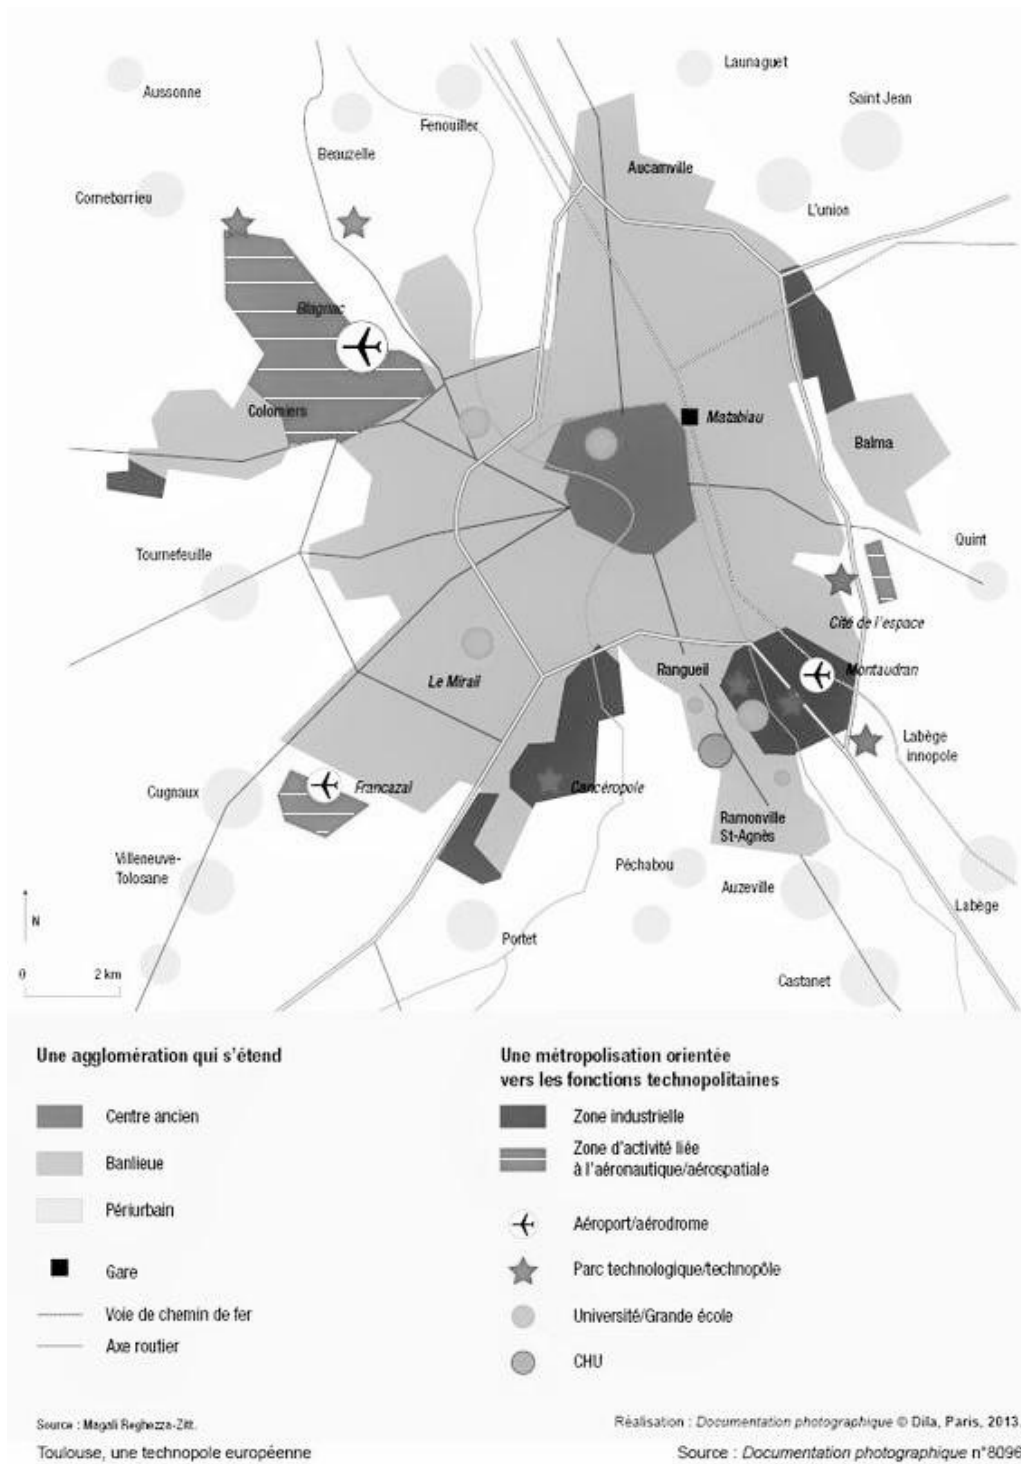 Launaguet
Aussonne
Saint Jean
Fenouiller
Beauzelle
Aucamville
Cornebarrieu
L'union
Blagnac
Colomiers
Matabiau
Balma
Tournefeuille
Quint
Cité de l'espace
Le Mirail
Rangueil
Montaudran
Labège
innopole
Cugnaux
Francazal
Cancéropole
Ramonville
St-Agnès
Villeneuve-
Tolosane
Péchabou
Auzeville
Labège
N
Portet
0 2 km
Castanet
Une agglomération qui s'étend
Centre ancien
Banlieue
Périurbain
Gare
Voie de chemin de fer
Axe routier
Une métropolisation orientée
vers les fonctions technopolitaines
Zone industrielle
Zone d'activité liée
à l'aéronautique/aérospatiale
Aéroport/aérodrome
Parc technologique/technopôle
Université/Grande école
CHU
Source : Magali Reghezza-Zitt.
Réalisation : Documentation photographique © Dila, Paris, 2013.
Toulouse, une technopole européenne
Source : Documentation photographique n°8096